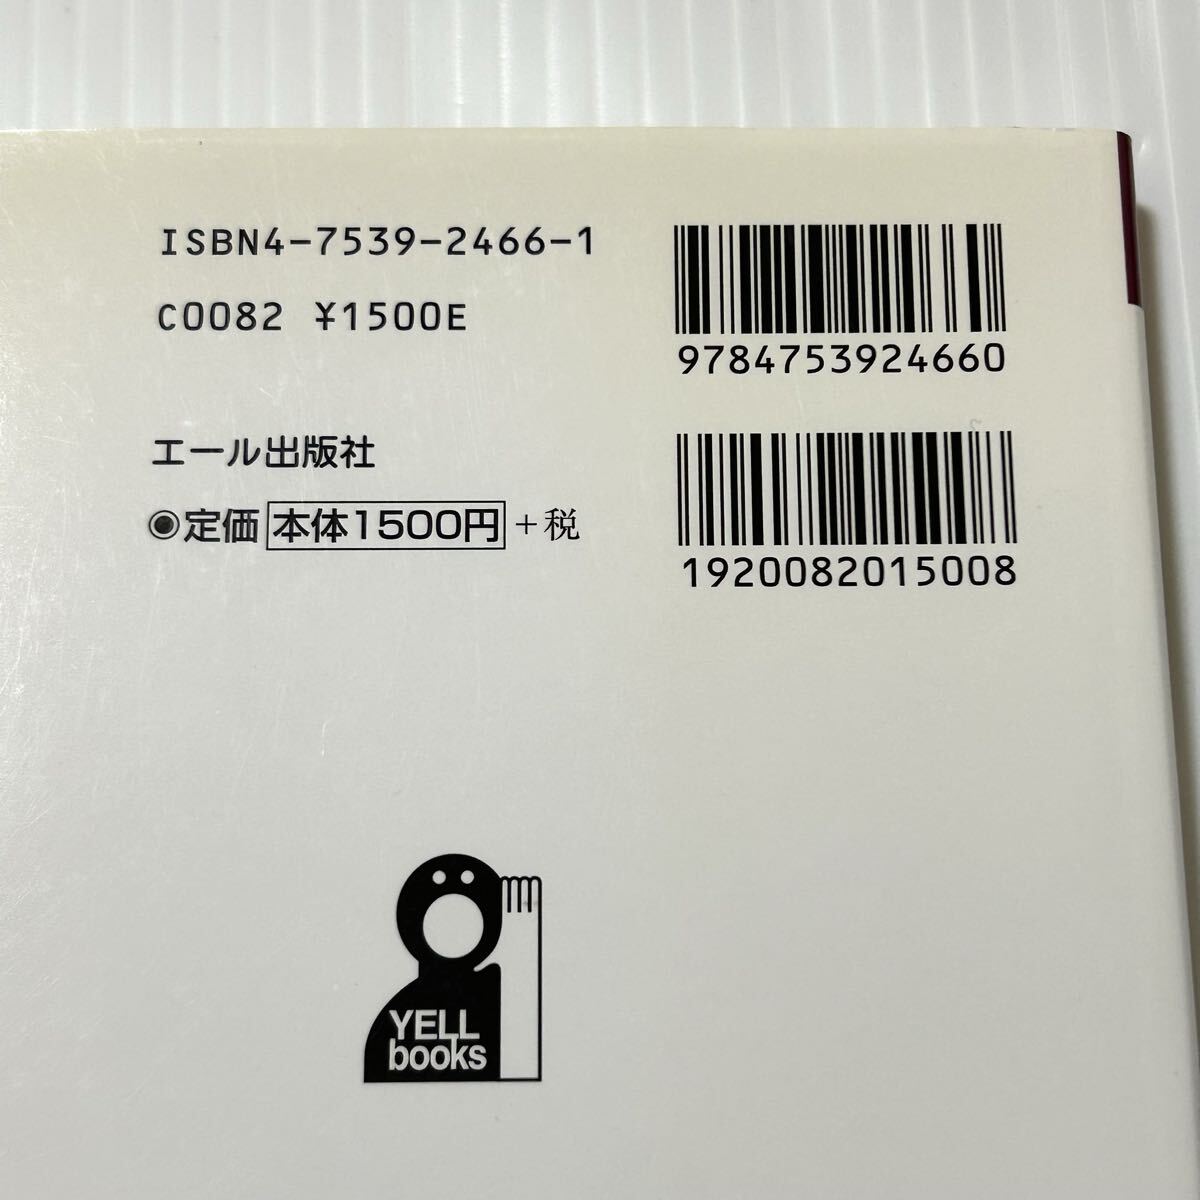 ISBN4-7539-2466-1
C0082 ¥1500E
エール出版社
◉定価 本体1500円 +税
9784753924660
1920082015008
YELL
books